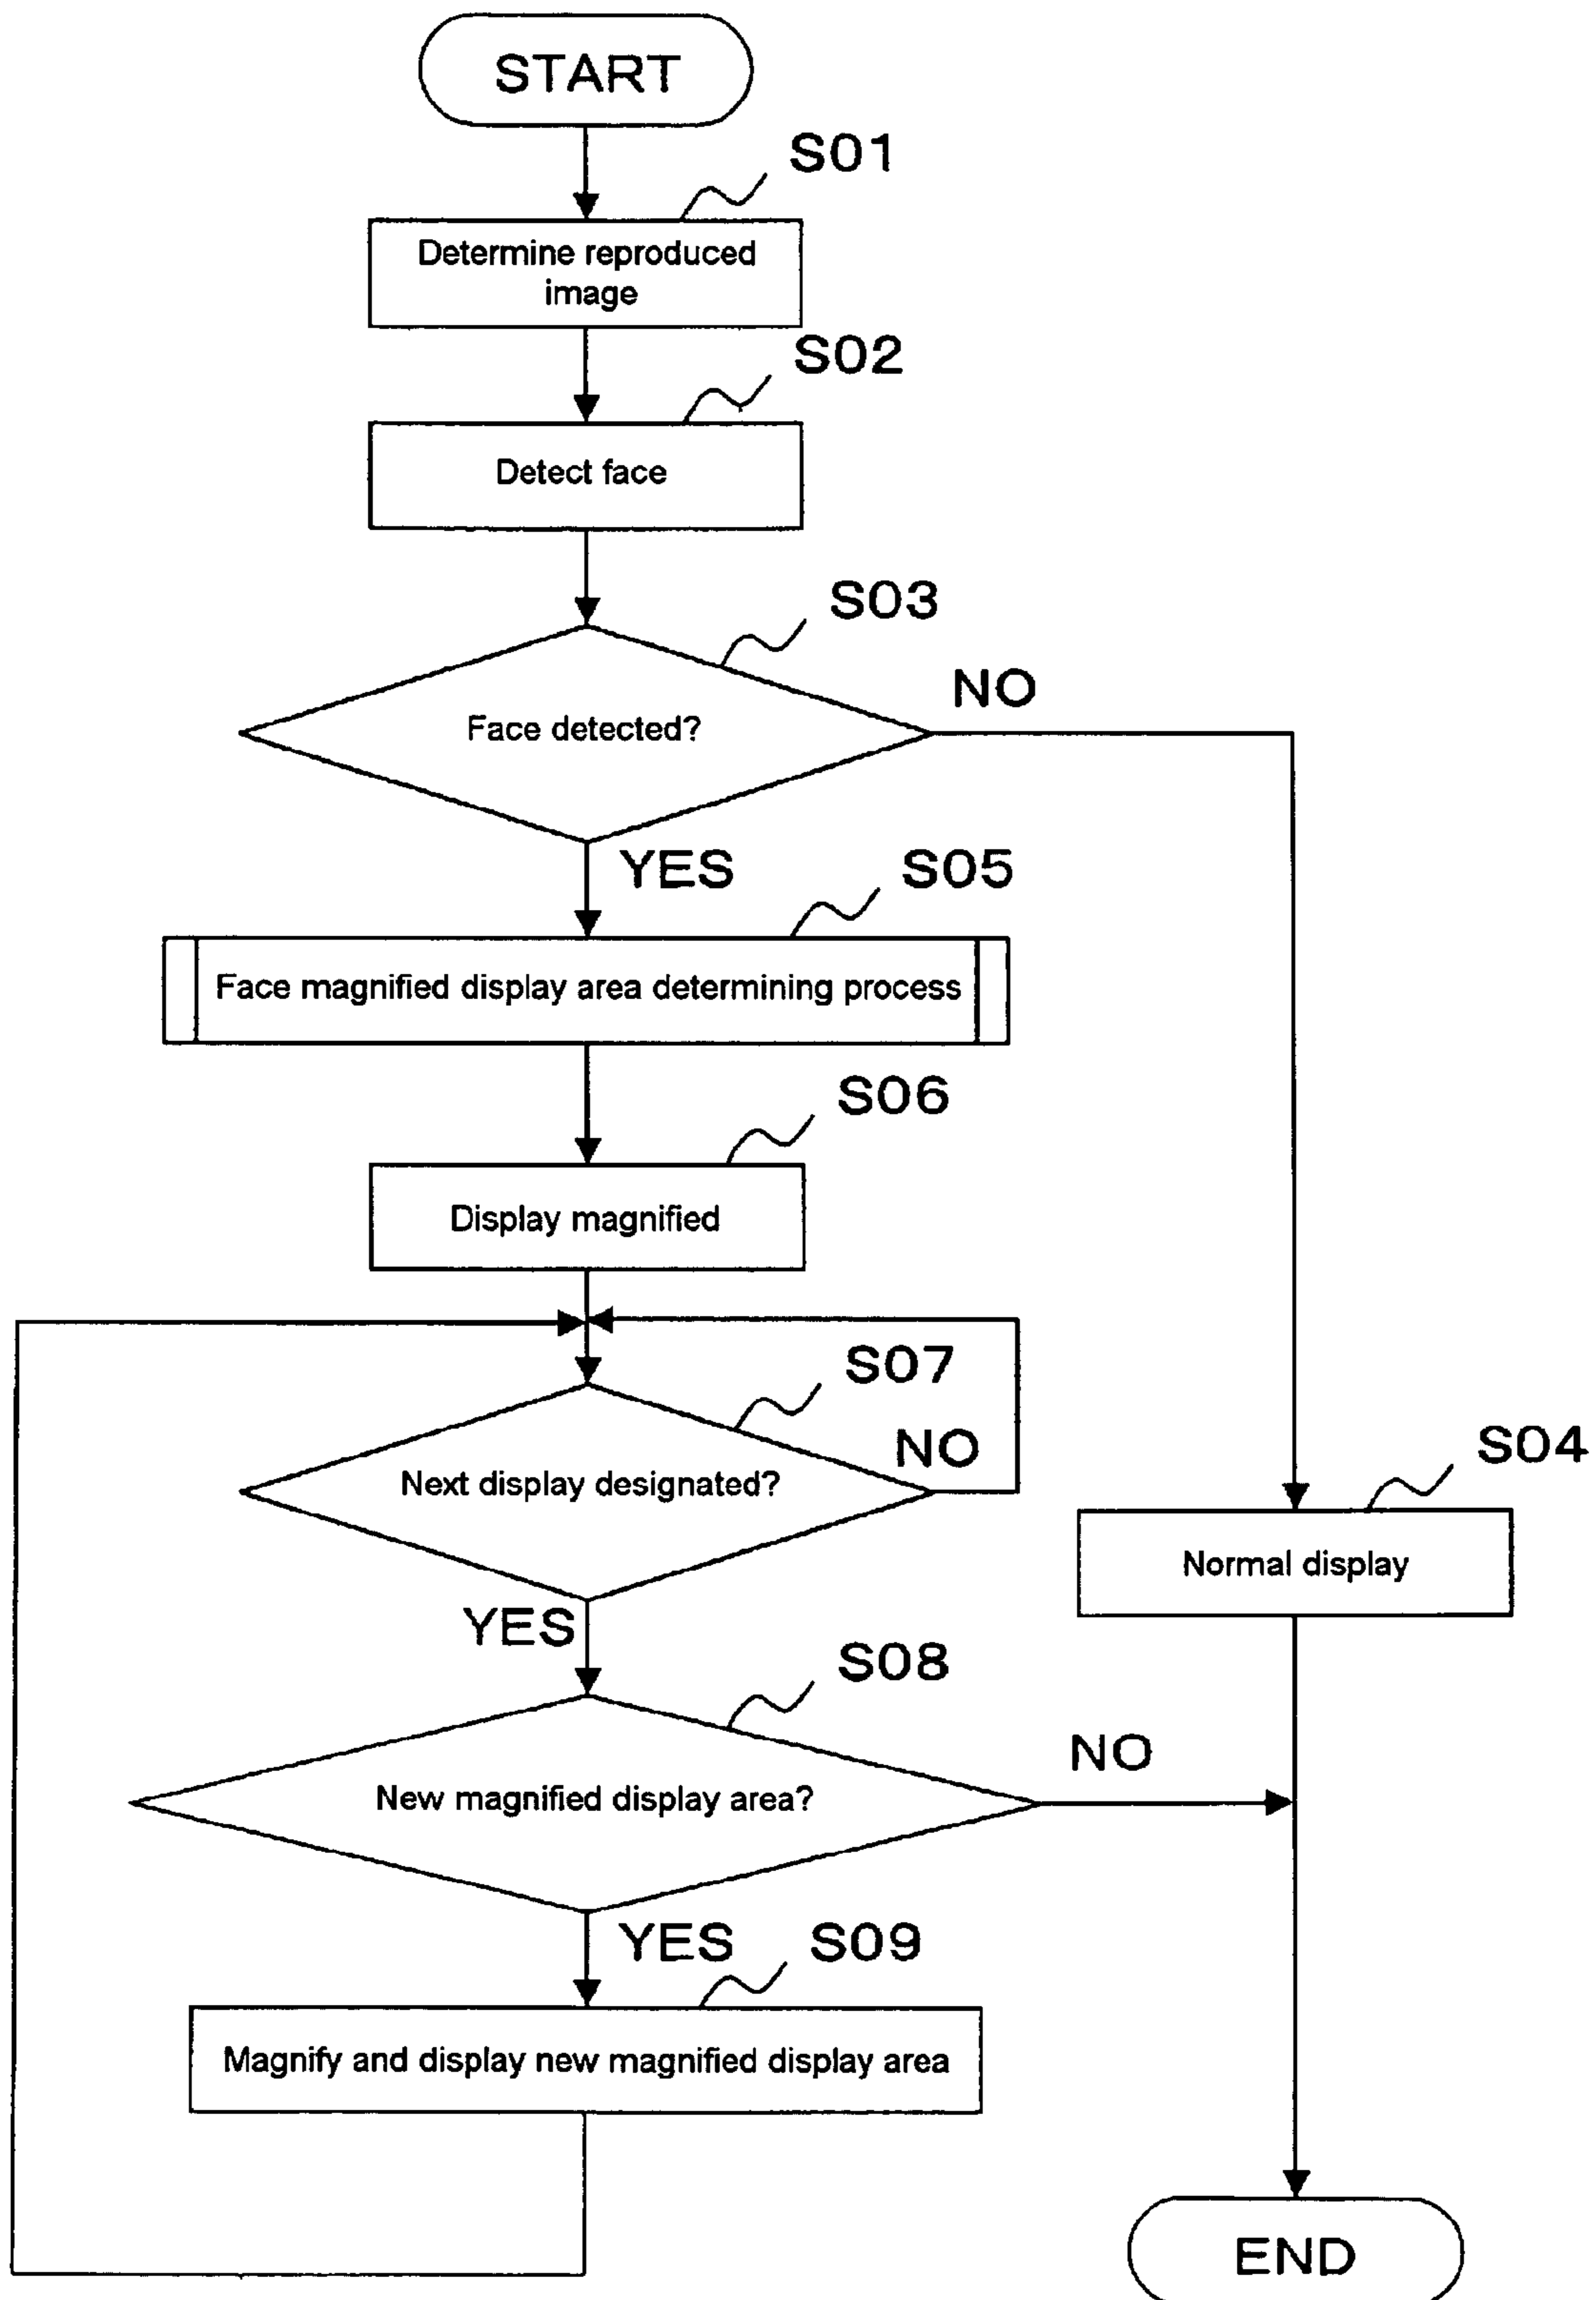 START
S01
Determine reproduced
image
S02
Detect face
S03
Face detected?
NO
YES
S05
Face magnified display area determining process
S06
Display magnified
S07
Next display designated?
NO
S04
Normal display
YES
S08
New magnified display area?
NO
YES
S09
Magnify and display new magnified display area
END